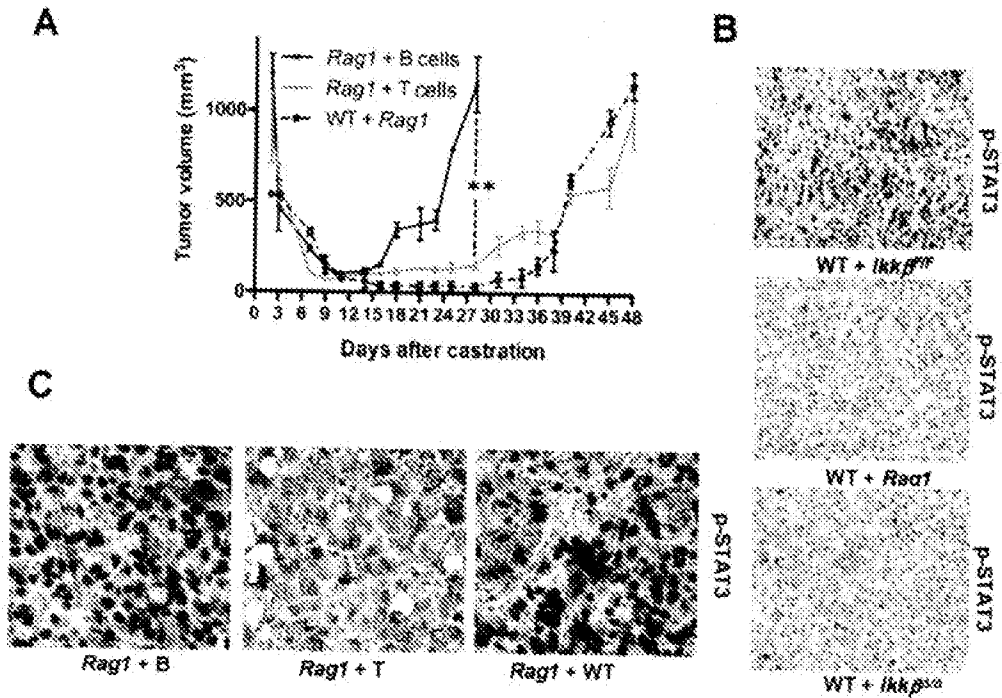 A
B
Rag1 + B cells
Rag1 + T cells
WT + Rag1
Tumor volume (mm³)
1000
500
0
**
0 3 6 9 12 15 18 21 24 27 30 33 36 39 42 45 48
Days after castration
p-STAT3
WT + Ikkβf/f
p-STAT3
WT + Rag1
p-STAT3
WT +
C
p-STAT3
Rag1 + B
Rag1 + T
Rag1 + WT